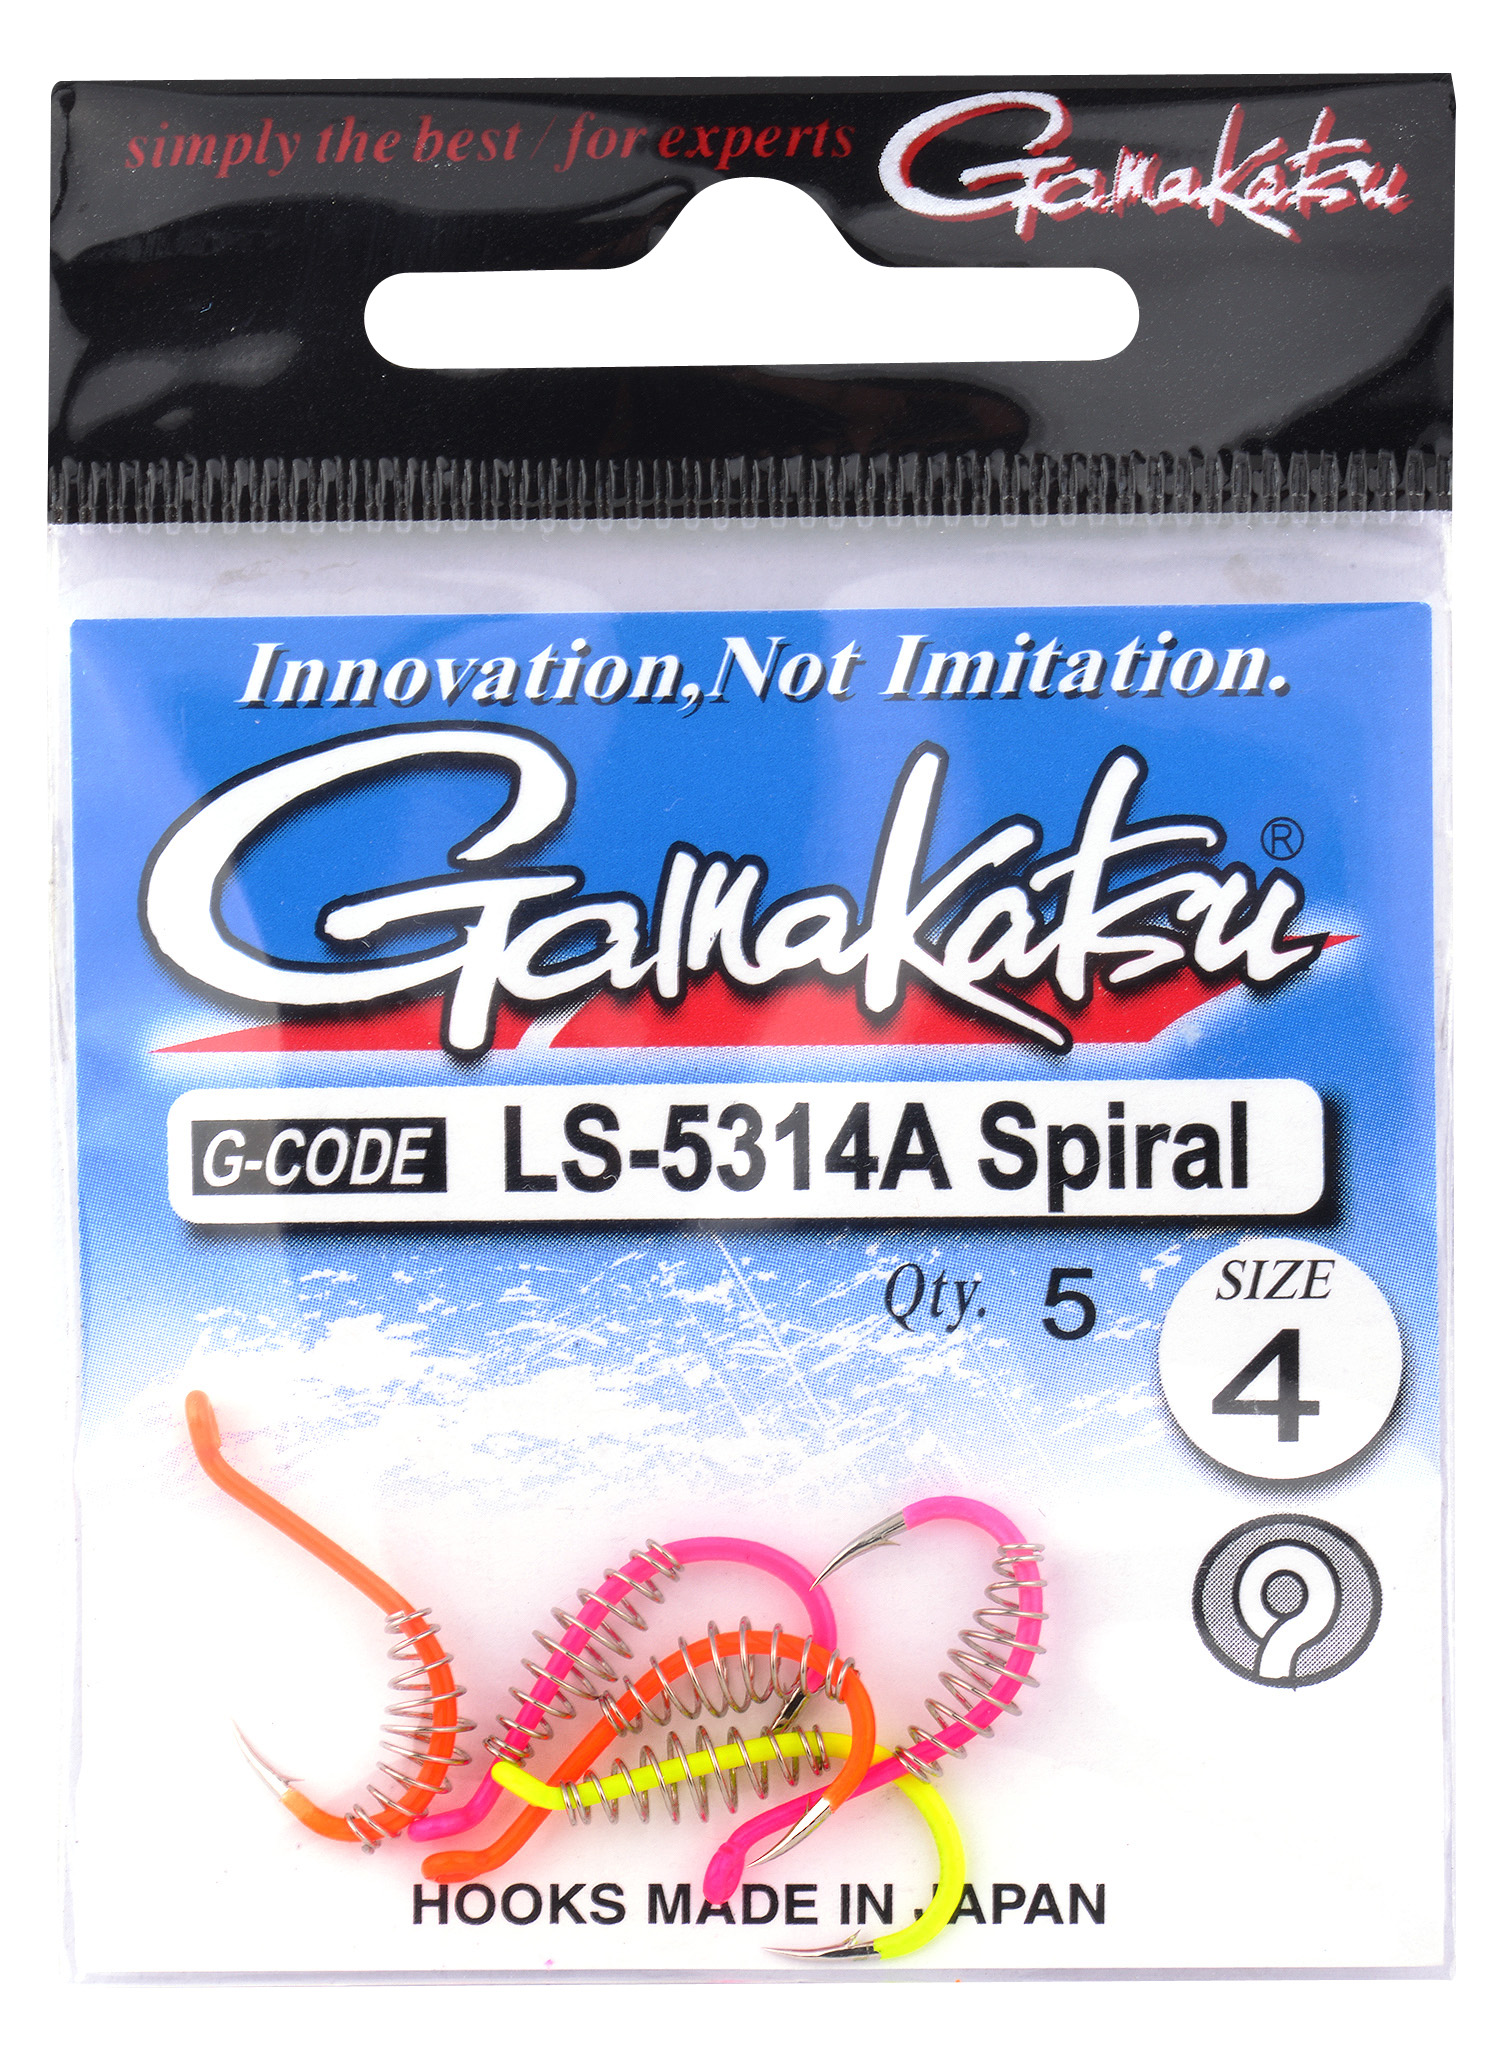 simply the best / for experts
Gamakatsu
Innovation, Not Imitation.
Gamakatsu®
G-CODE LS-5314A Spiral
Qty. 5
SIZE
4
HOOKS MADE IN JAPAN